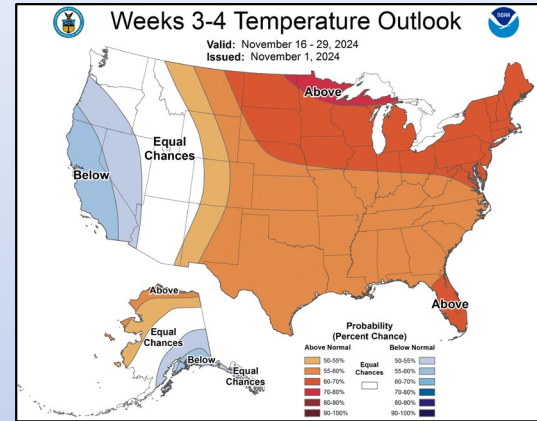 Weeks 3-4 Temperature Outlook
Valid: November 16 - 29, 2024
Issued: November 1, 2024
NOAA
Above
Equal
Chances
Below
Above
Above
Equal
Chances
Below
Equal
Chances
Probability
(Percent Chance)
Above Normal
Below Normal
50-55%
55-60%
60-70%
70-80%
80-90%
90-100%
Equal
Chances
50-55%
55-60%
60-70%
70-80%
80-90%
90-100%